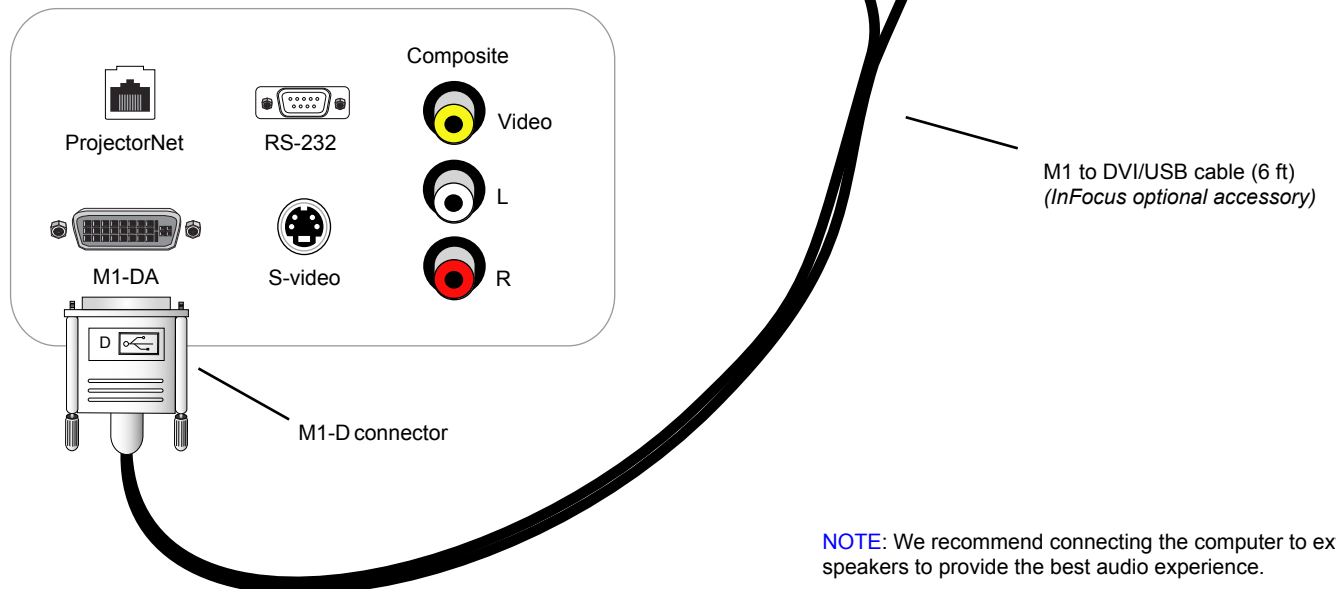 Composite
ProjectorNet
RS-232
Video
L
M1-DA
S-video
R
D
M1-D connector
M1 to DVI/USB cable (6 ft)
(InFocus optional accessory)
NOTE: We recommend connecting the computer to ex
speakers to provide the best audio experience.